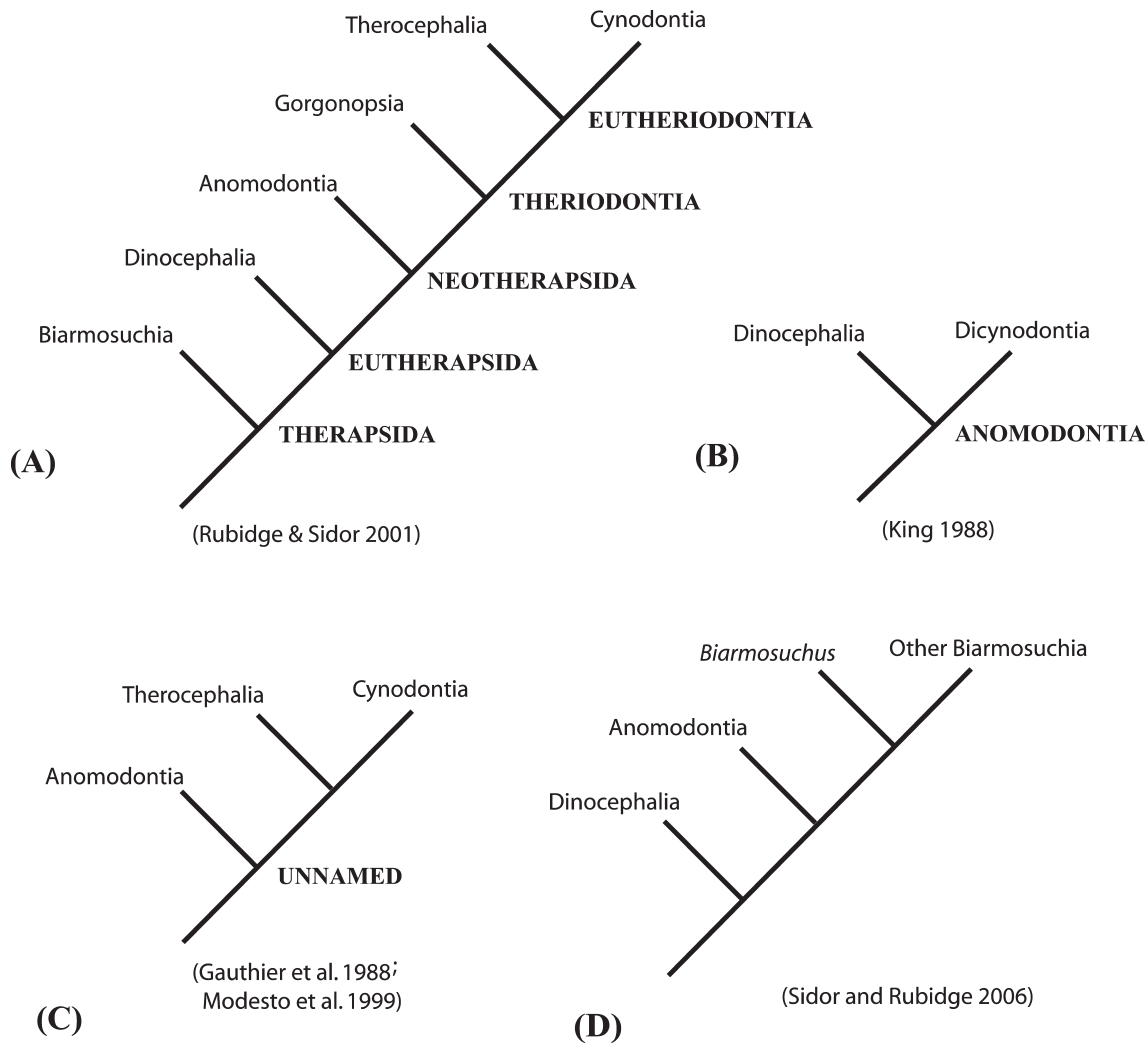 Therocephalia
Cynodontia
Gorgonopsia
EUTHERIODONTIA
Anomodontia
THERIODONTIA
Dinocephalia
NEOTHERAPSIDA
Biarmosuchia
EUTHERAPSIDA
THERAPSIDA
(A)
(Rubidge & Sidor 2001)
Dinocephalia
Dicynodontia
ANOMODONTIA
(B)
(King 1988)
Therocephalia
Cynodontia
Anomodontia
UNNAMED
(Gauthier et al. 1988;
Modesto et al. 1999)
(C)
Biarmosuchus
Other Biarmosuchia
Anomodontia
Dinocephalia
(Sidor and Rubidge 2006)
(D)